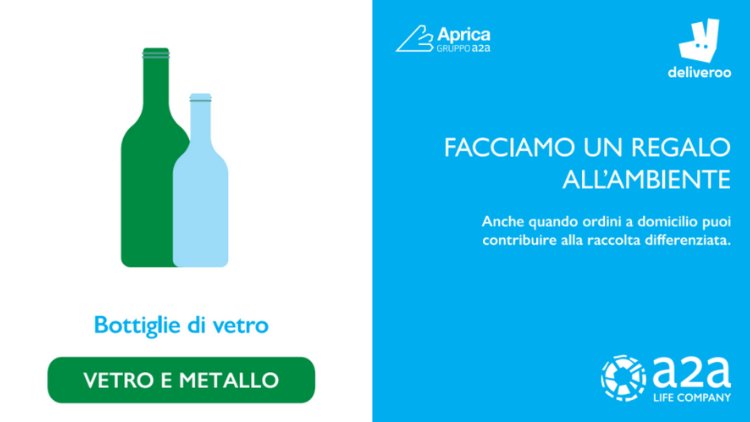 Bottiglie di vetro
VETRO E METALLO
Aprica
GRUPPO a2a
deliveroo
FACCIAMO UN REGALO
ALL'AMBIENTE
Anche quando ordini a domicilio puoi
contribuire alla raccolta differenziata.
a2a
LIFE COMPANY